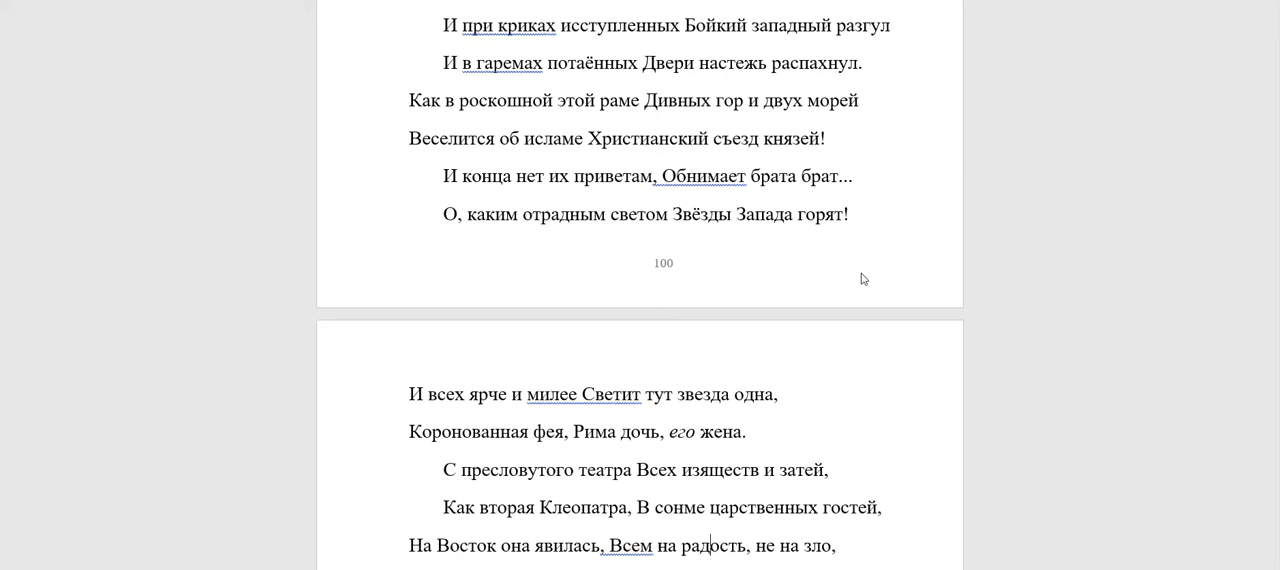 И при криках исступленных Бойкий западный разгул
И в гаремах потаённых Двери настежь распахнул.
Как в роскошной этой раме Дивных гор и двух морей
Веселится об исламе Христианский съезд князей!
И конца нет их приветам, Обнимает брата брат...
О, каким отрадным светом Звёзды Запада горят!
100
И всех ярче и милее Светит тут звезда одна,
Коронованная фея, Рима дочь, его жена.
С пресловутого театра Всех изяществ и затей,
Как вторая Клеопатра, В сонме царственных гостей,
На Восток она явилась, Всем на радость, не на зло,